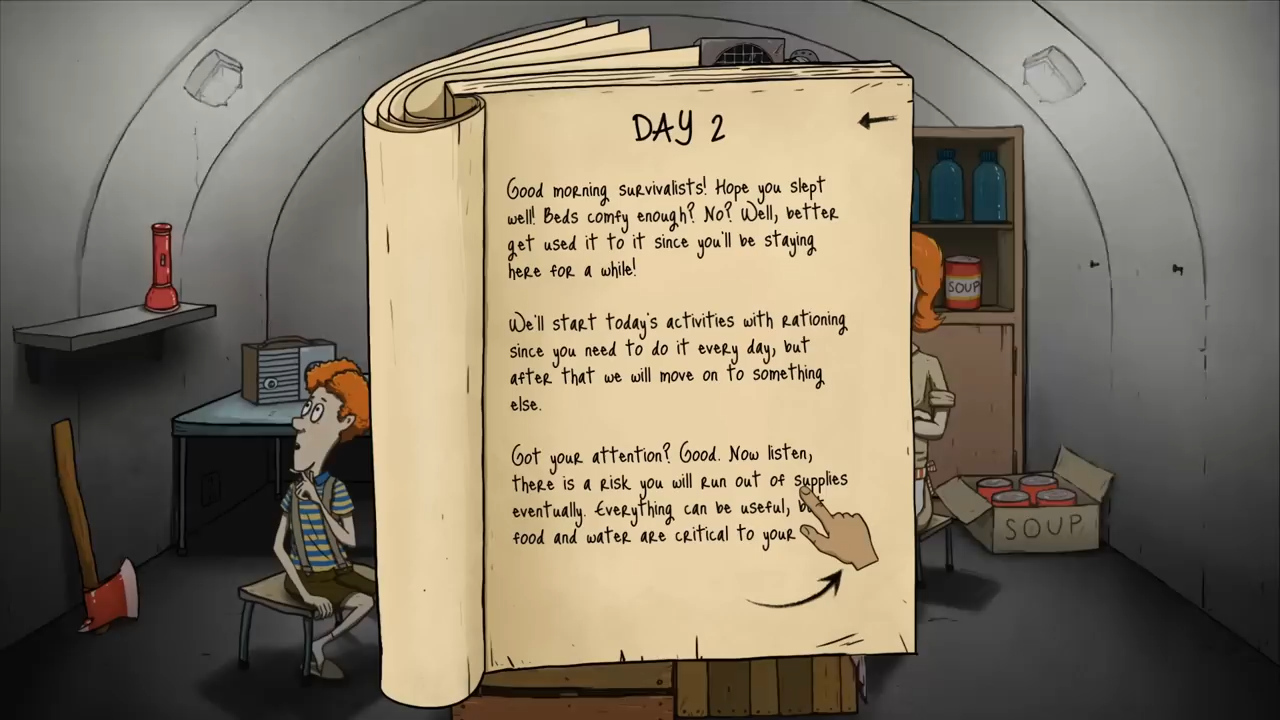 DAY 2
Good morning survivalists! Hope you slept
well! Beds comfy enough? No? Well, better
get used it to it since you'll be staying
here for a while!
We'll start today's activities with rationing
since you need to do it every day, but
after that we will move on to something
else.
Got your attention? Good. Now listen,
there is a risk you will run out of supplies
eventually. Everything can be useful,
food and water are critical to your
SOUP
SOUP